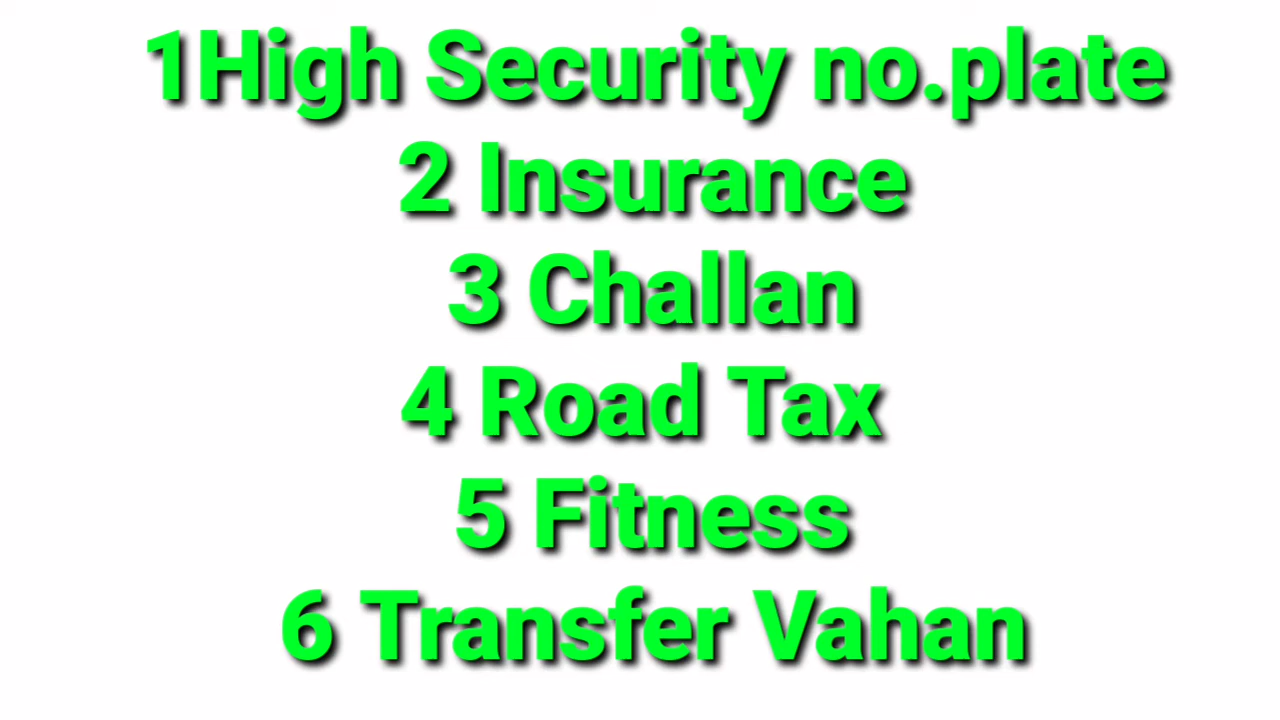 1High Security no.plate
2 Insurance
3 Challan
4 Road Tax
5 Fitness
6 Transfer Vahan